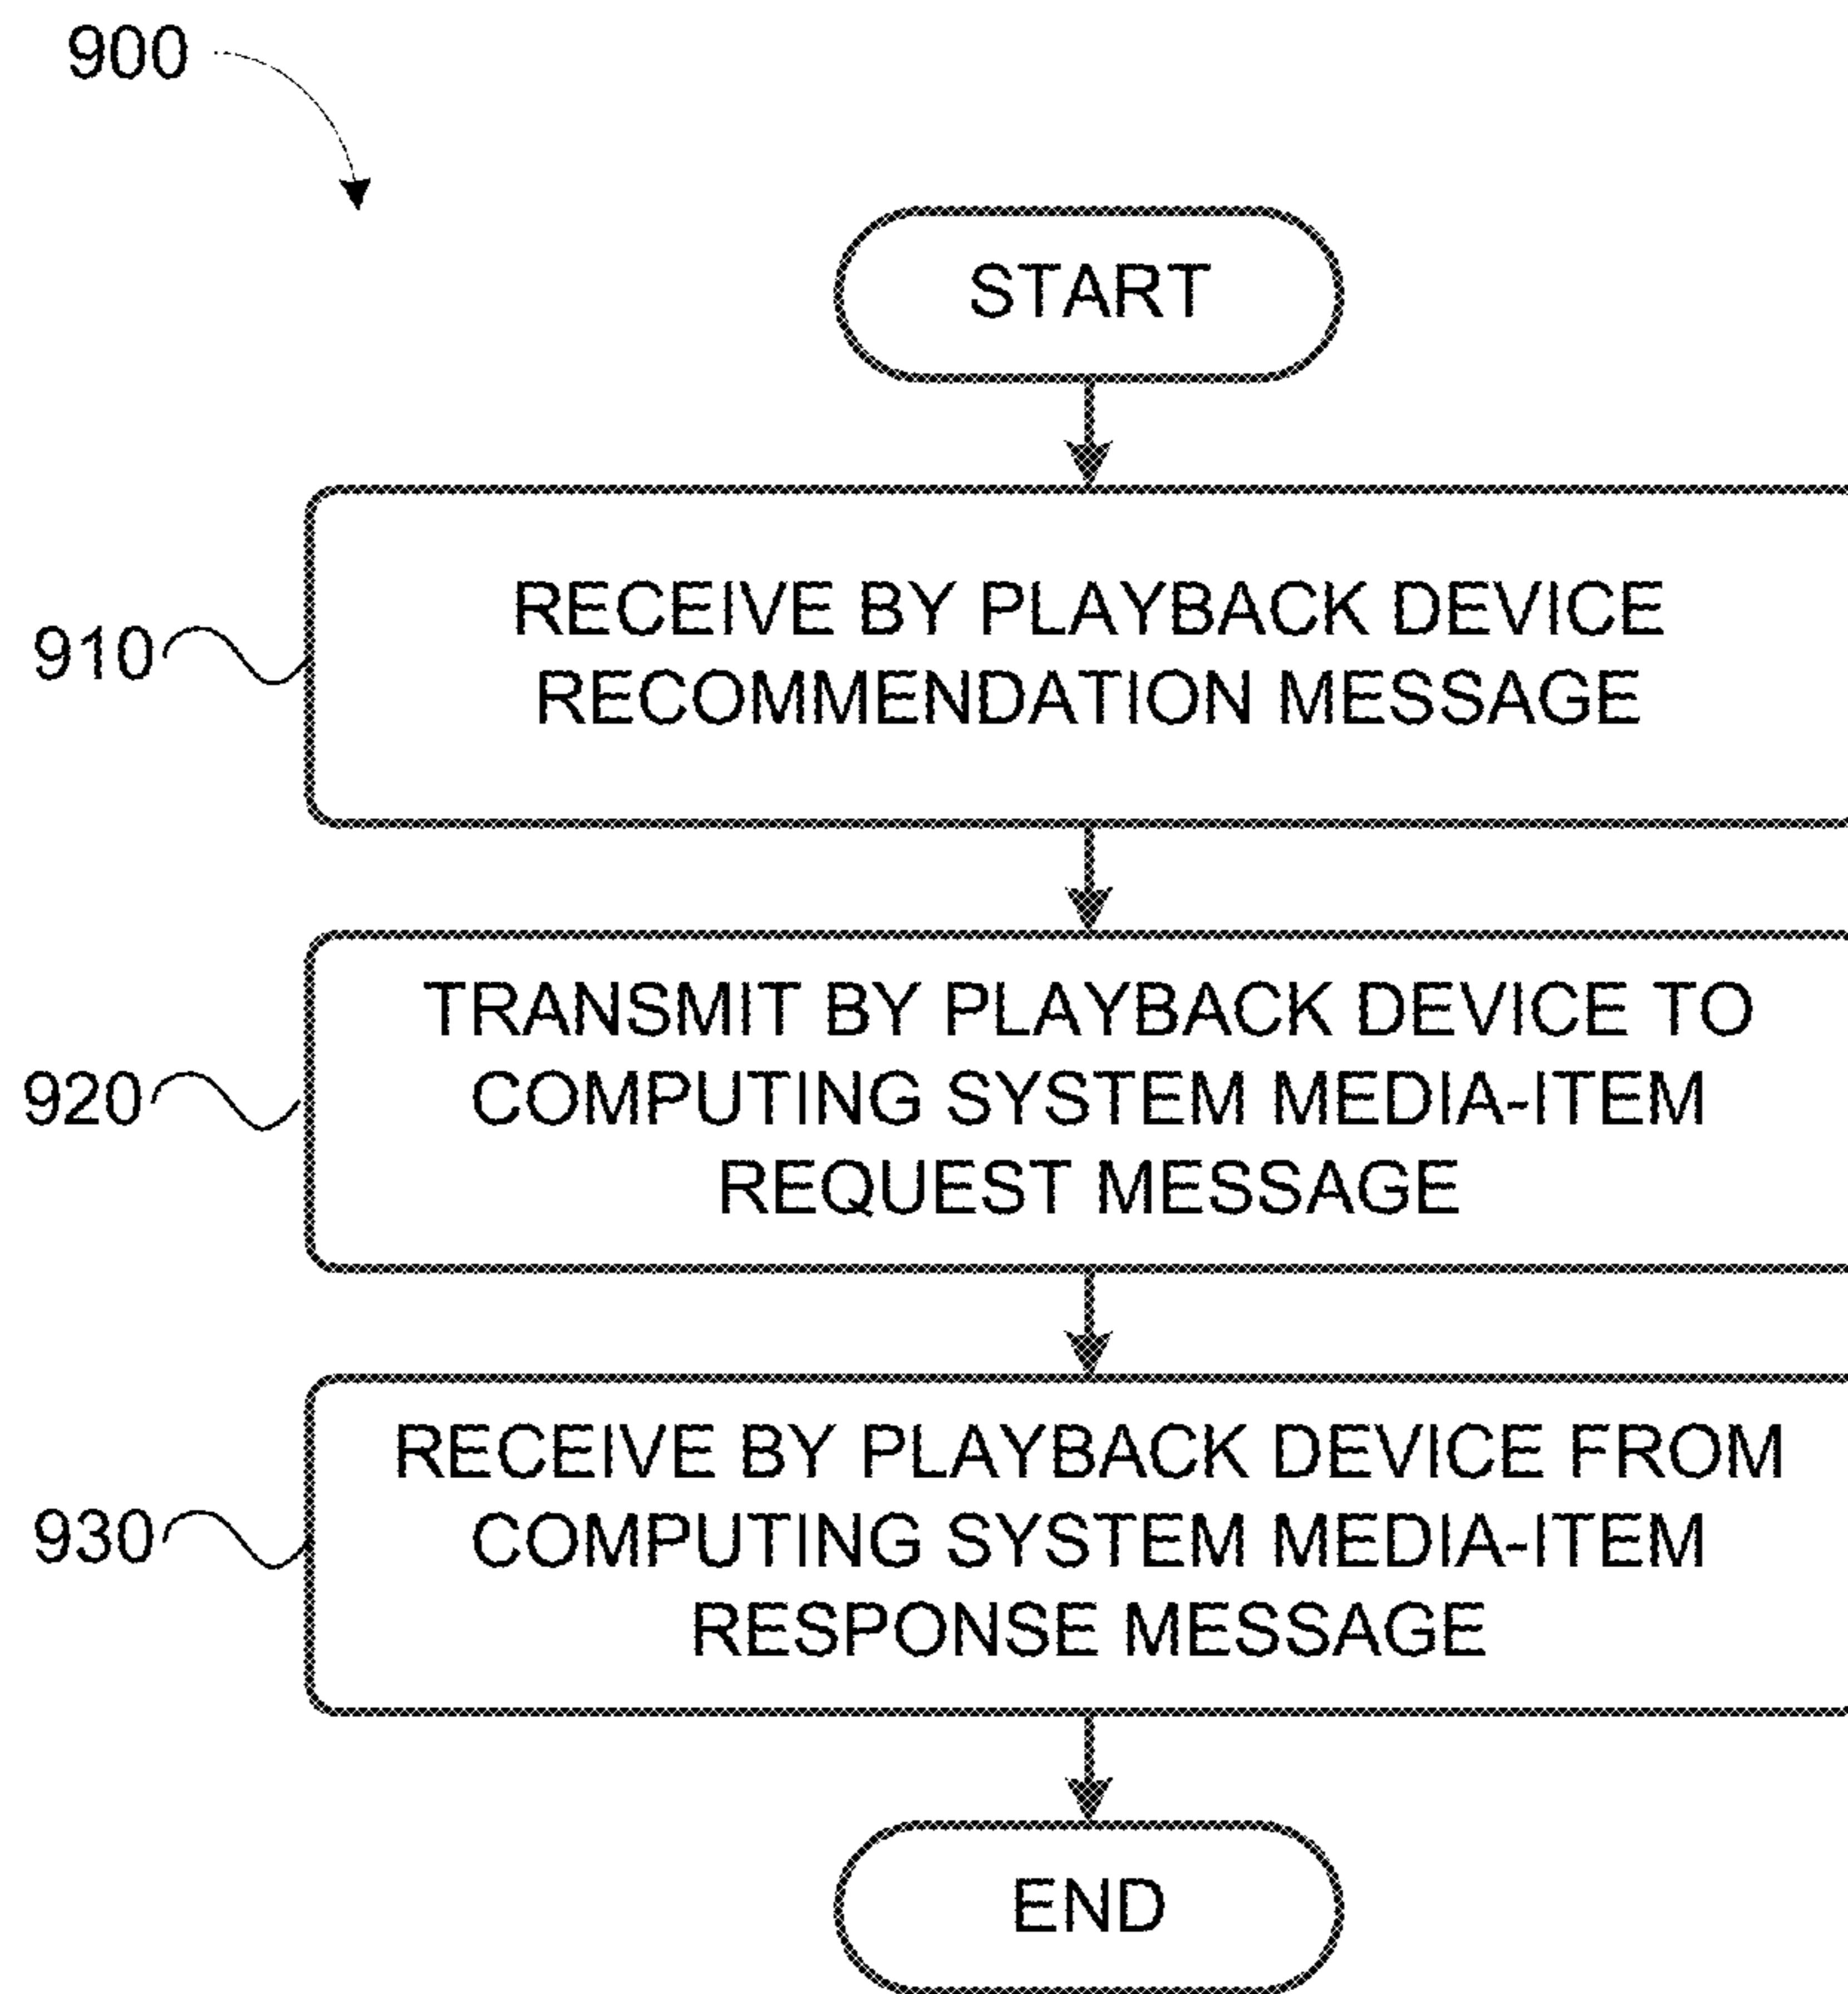 900
START
910
RECEIVE BY PLAYBACK DEVICE
RECOMMENDATION MESSAGE
920
TRANSMIT BY PLAYBACK DEVICE TO
COMPUTING SYSTEM MEDIA-ITEM
REQUEST MESSAGE
930
RECEIVE BY PLAYBACK DEVICE FROM
COMPUTING SYSTEM MEDIA-ITEM
RESPONSE MESSAGE
END